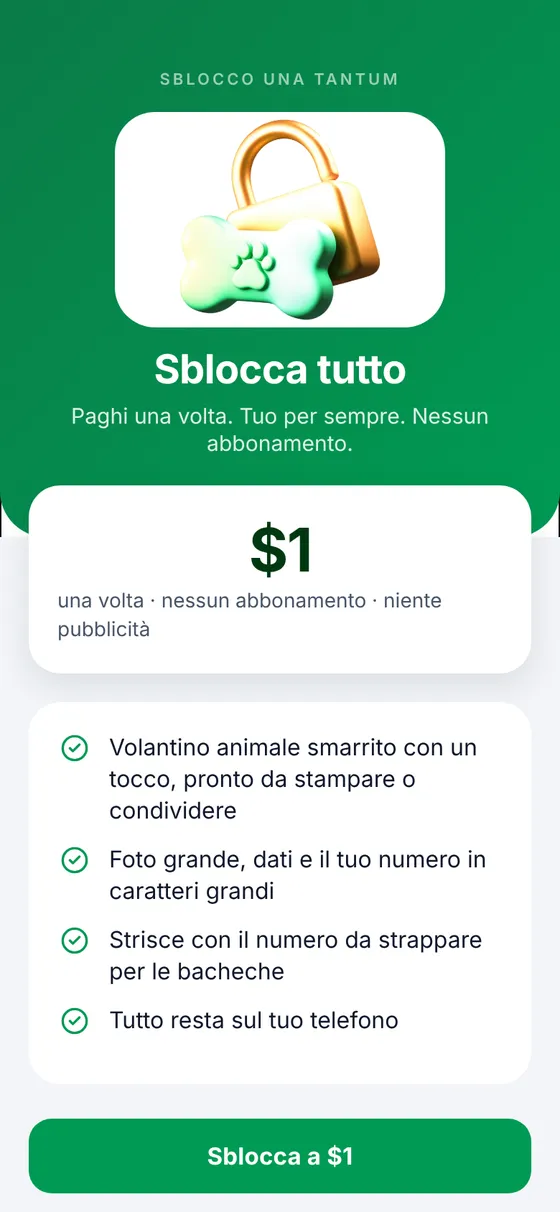 SBLOCCO UNA TANTUM
Sblocca tutto
Paghi una volta. Tuo per sempre. Nessun
abbonamento.
$1
una volta · nessun abbonamento · niente
pubblicità
Volantino animale smarrito con un
tocco, pronto da stampare o
condividere
Foto grande, dati e il tuo numero in
caratteri grandi
Strisce con il numero da strappare
per le bacheche
Tutto resta sul tuo telefono
Sblocca a $1